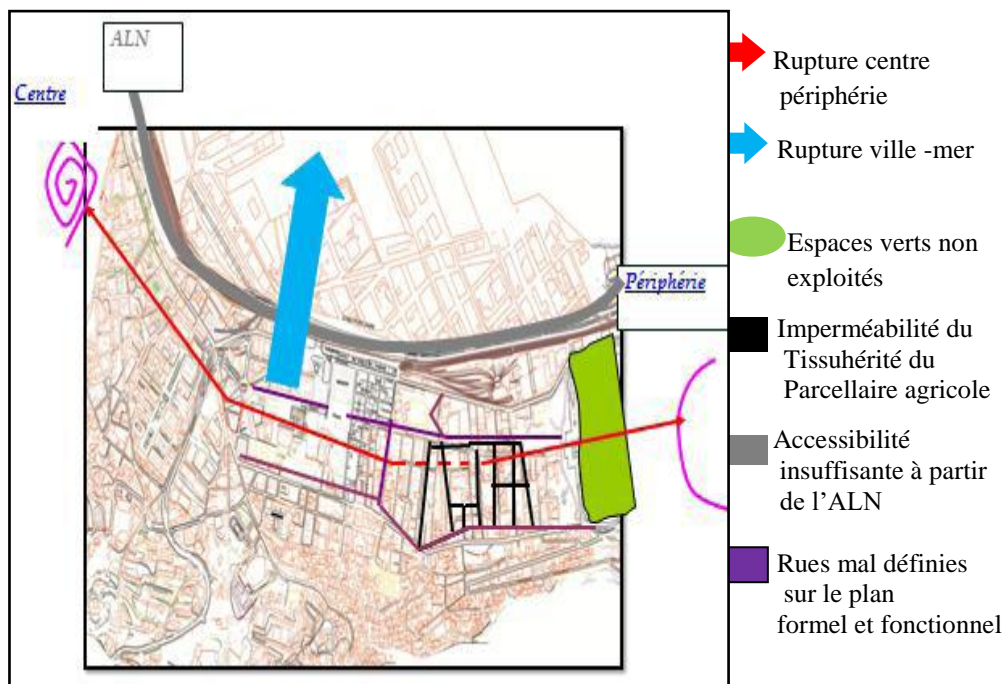 ALN
Centre
Périphérie
Rupture centre
périphérie
Rupture ville -mer
Espaces verts non
exploités
Imperméabilité du
Tissuhérité du
Parcellaire agricole
Accessibilité
insuffisante à partir
de l’ALN
Rues mal définies
sur le plan
formel et fonctionnel